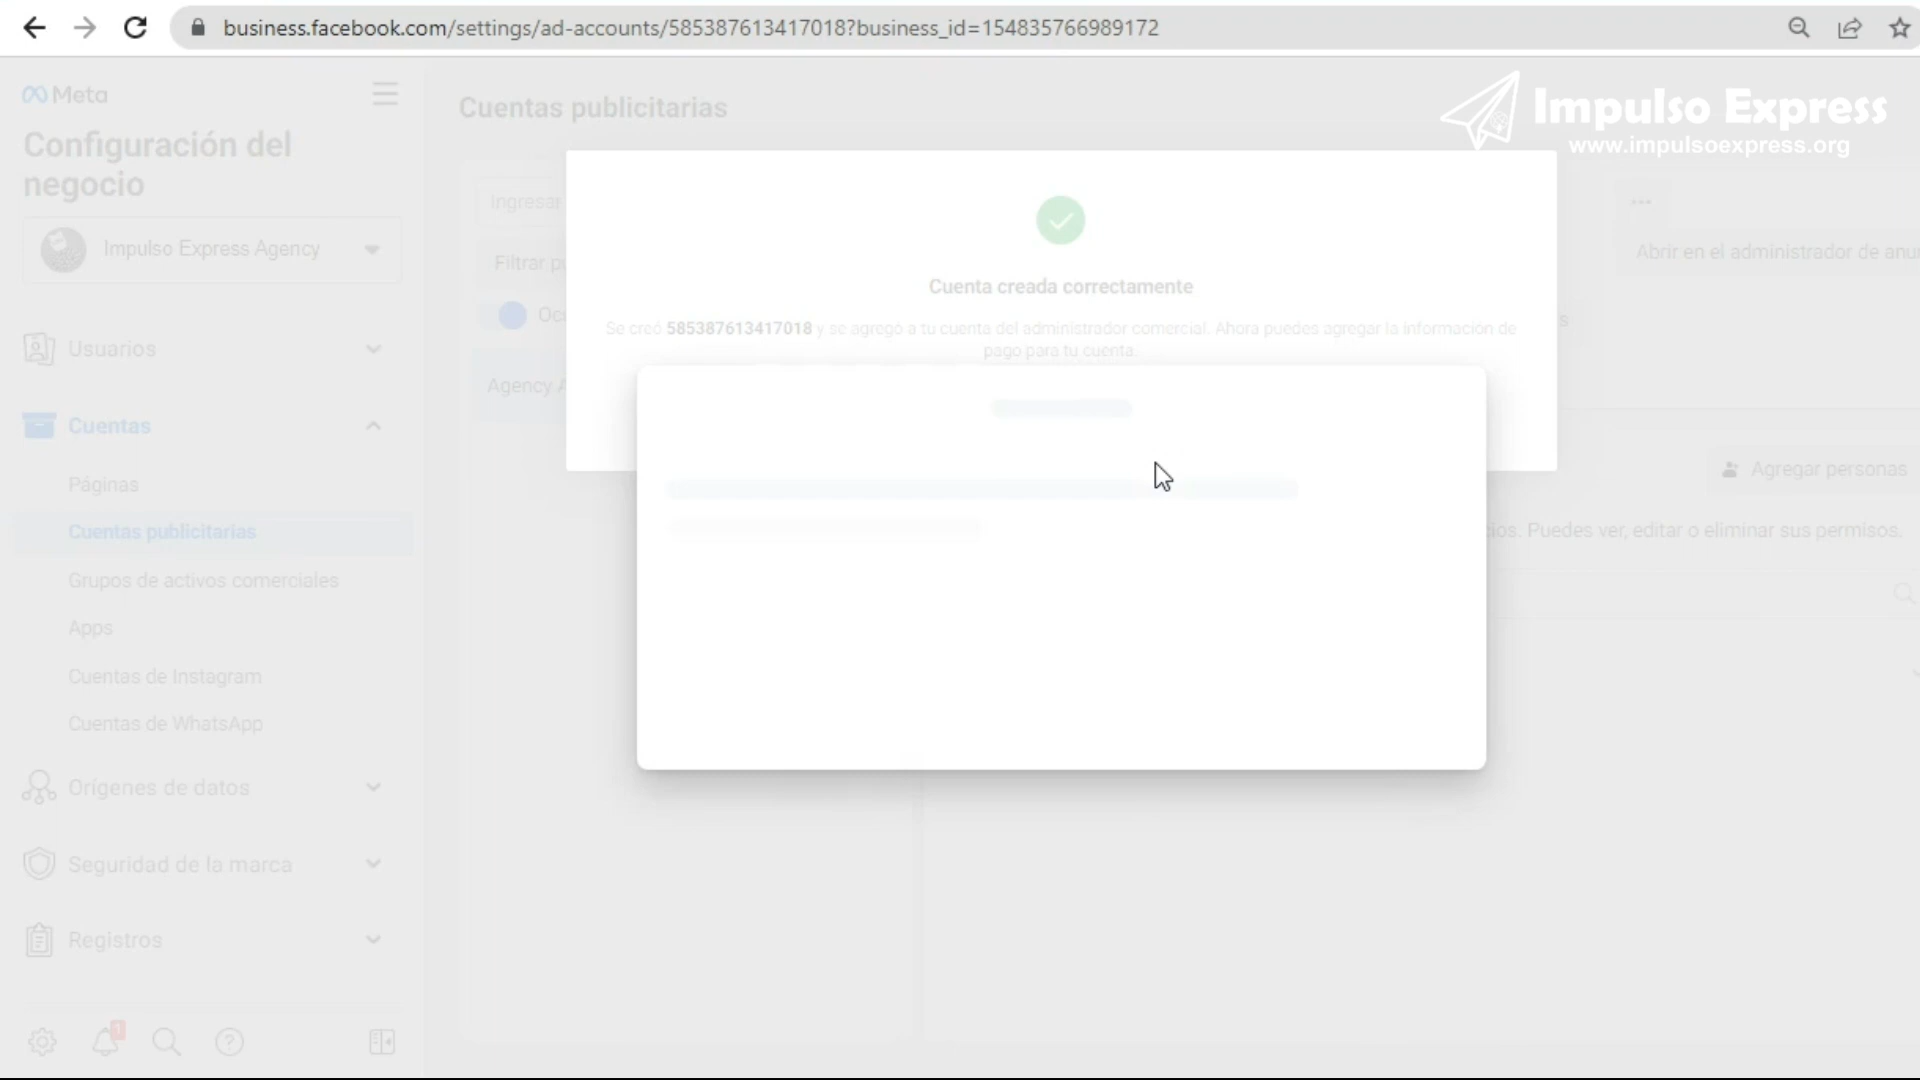 business.facebook.com/settings/ad-accounts/585387613417018?business_id=154835766989172
Meta
Configuración del
negocio
Impulso Express Agency
Usuarios
Cuentas
Páginas
Cuentas publicitarias
Grupos de activos comerciales
Apps
Cuentas de Instagram
Cuentas de WhatsApp
Orígenes de datos
Seguridad de la marca
Registros
1
Cuentas publicitarias
Impulso Express
www.impulsoexpress.org
Ingresar
Filtrar
Agency
Cuenta creada correctamente
Se creó 585387613417018 y se agregó a tu cuenta del administrador comercial. Ahora puedes agregar la información de
pago para tu cuenta.
Abrir en el administrador de
Agregar personas
Puedes ver, editar o eliminar sus permisos.